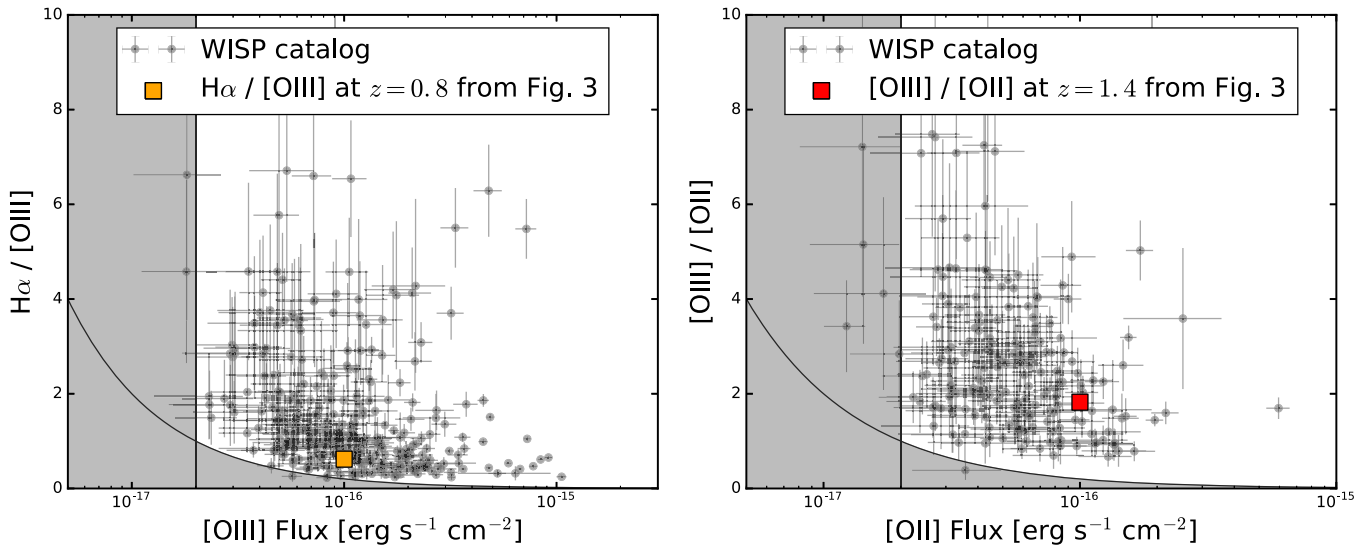 10
8
6
4
2
0
Hα / [OIII]
WISP catalog
Hα / [OIII] at z=0.8 from Fig. 3
10⁻¹⁷
10⁻¹⁶
10⁻¹⁵
[OIII] Flux [erg s⁻¹ cm⁻²]
10
8
6
4
2
0
[OIII] / [OII]
WISP catalog
[OIII] / [OII] at z=1.4 from Fig. 3
10⁻¹⁷
10⁻¹⁶
10⁻¹⁵
[OII] Flux [erg s⁻¹ cm⁻²]